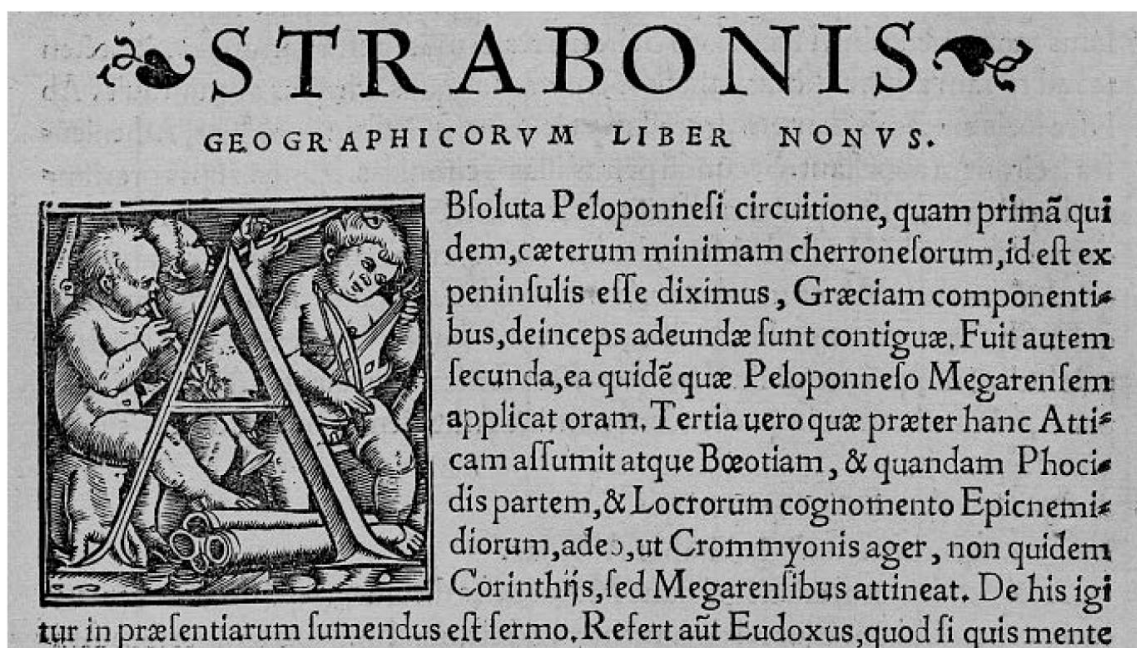 STRABONIS
GEOGRAPHICORVM LIBER NONVS.
ABſoluta Peloponneſi circuitione, quam primā qui
dem, cæterum minimam cherroneſorum, id eſt ex
peninſulis eſſe diximus, Græciam componenti⸗
bus, deinceps adeundæ ſunt contiguæ. Fuit autem
ſecunda, ea quidē quæ Peloponneſo Megarenſem
applicat oram. Tertia uero quæ præter hanc Atti⸗
cam aſſumit atque Bœotiam, & quandam Phoci⸗
dis partem, & Locrorum cognomento Epicnemi⸗
diorum, adeo, ut Crommyonis ager, non quidem
Corinthijs, ſed Megarenſibus attineat. De his igi
tur in præſentiarum ſumendus eſt ſermo. Refert aūt Eudoxus, quod ſi quis mente